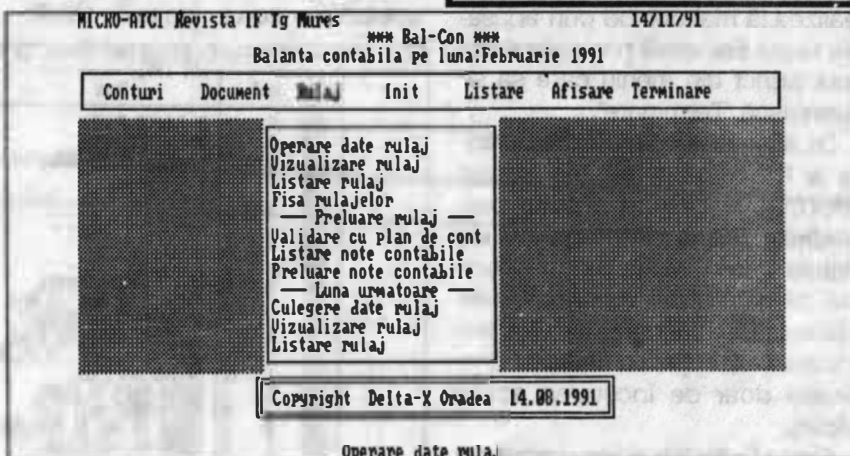 MICRO-ATCI Revista IF Tg Mures 14/11/91
*** Bal-Con ***
Balanta contabila pe luna:Februarie 1991
Conturi Document Rulaj Init Listare Afisare Terminare
Operare date rulaj
Vizualizare rulaj
Listare rulaj
Fisa rulajelor
── Preluare rulaj ──
Validare cu plan de cont
Listare note contabile
Preluare note contabile
── Luna urmatoare ──
Culegere date rulaj
Vizualizare rulaj
Listare rulaj
Copyright Delta-X Oradea 14.08.1991
Operare date rulaj